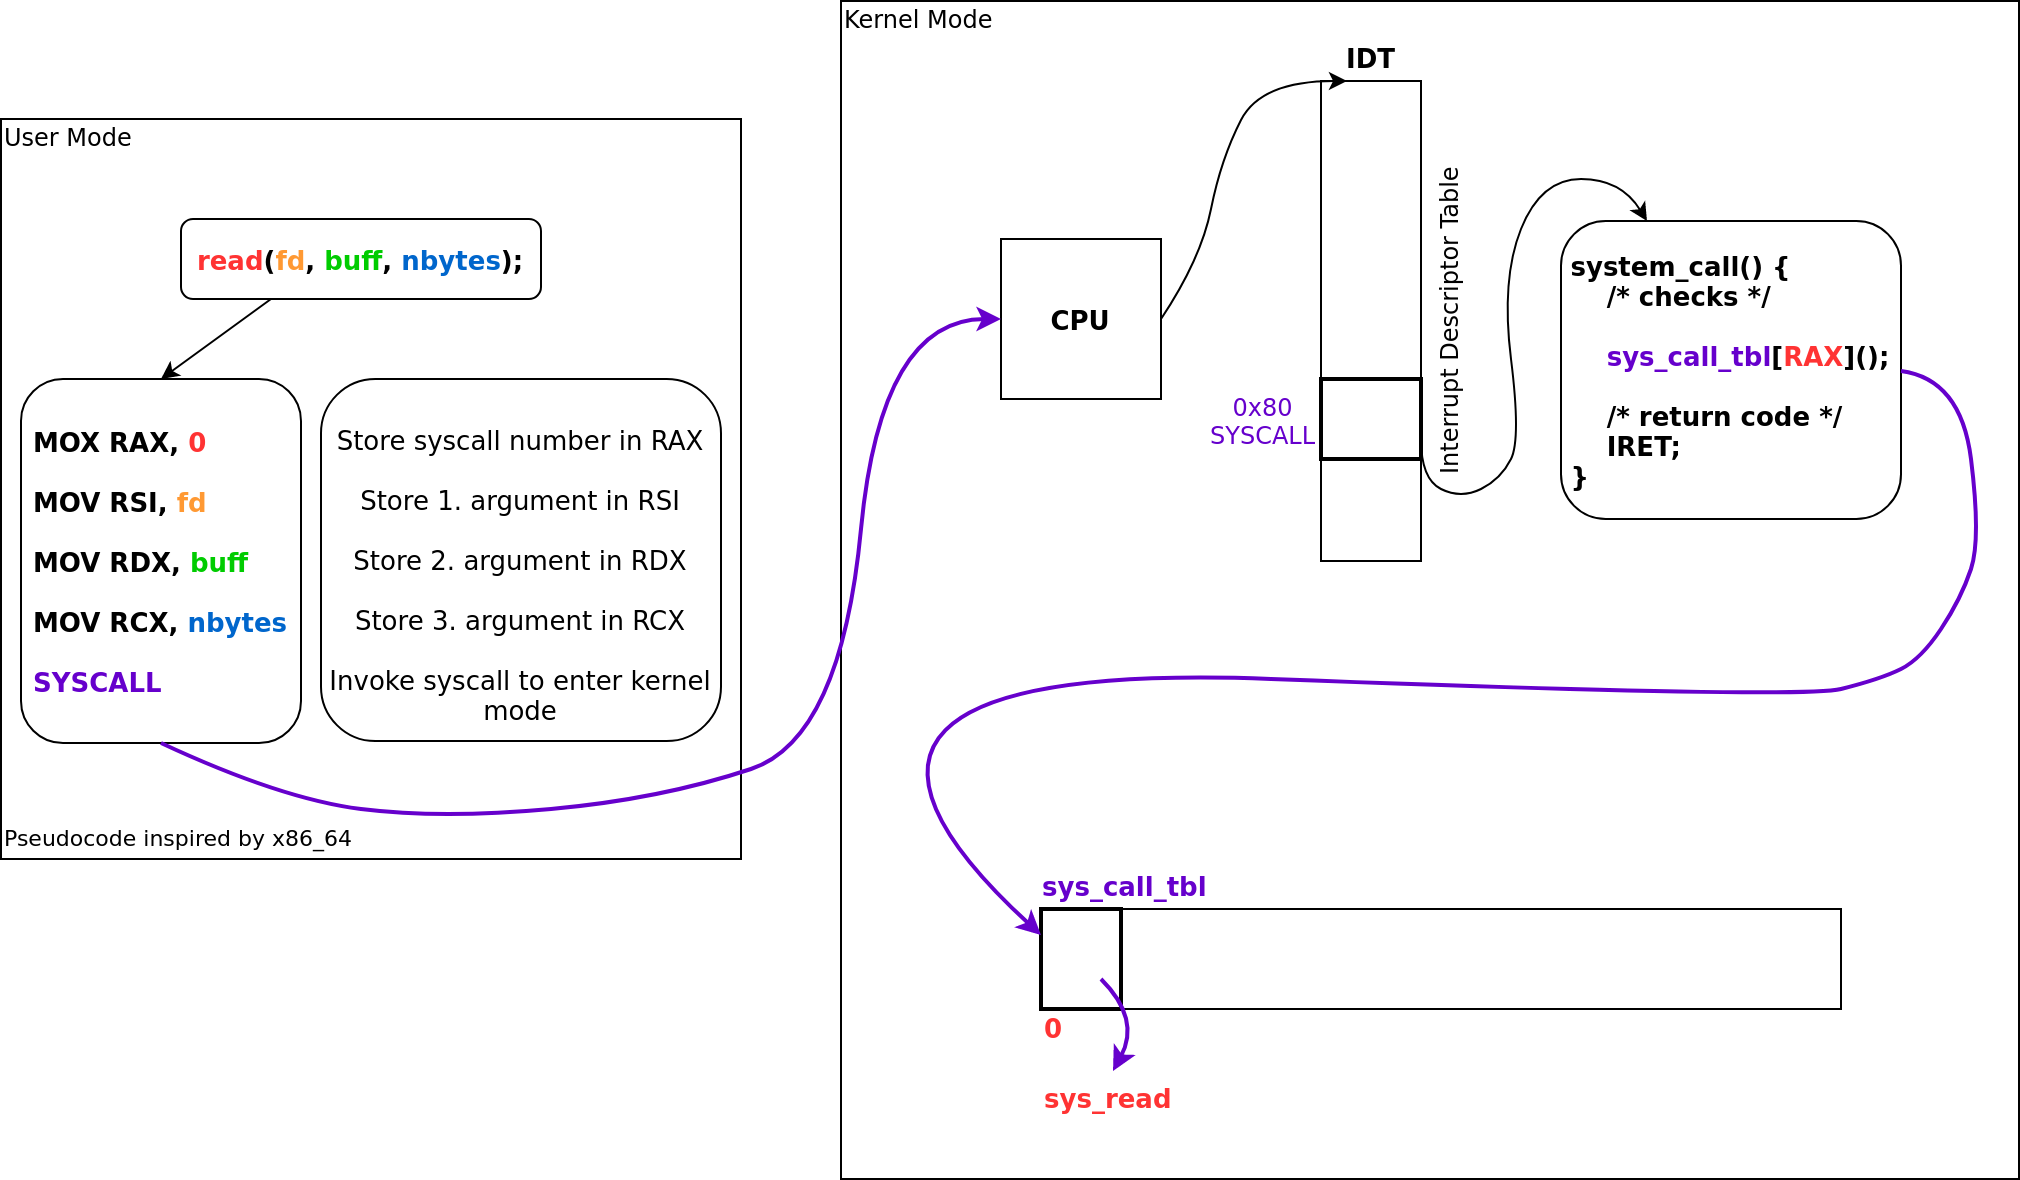 User Mode
read(fd, buff, nbytes);
MOX RAX, 0
MOV RSI, fd
MOV RDX, buff
MOV RCX, nbytes
SYSCALL
Store syscall number in RAX
Store 1. argument in RSI
Store 2. argument in RDX
Store 3. argument in RCX
Invoke syscall to enter kernel
mode
Pseudocode inspired by x86_64
Kernel Mode
CPU
IDT
Interrupt Descriptor Table
0x80
SYSCALL
system_call() {
/* checks */
sys_call_tbl[RAX]();
/* return code */
IRET;
}
sys_call_tbl
0
sys_read